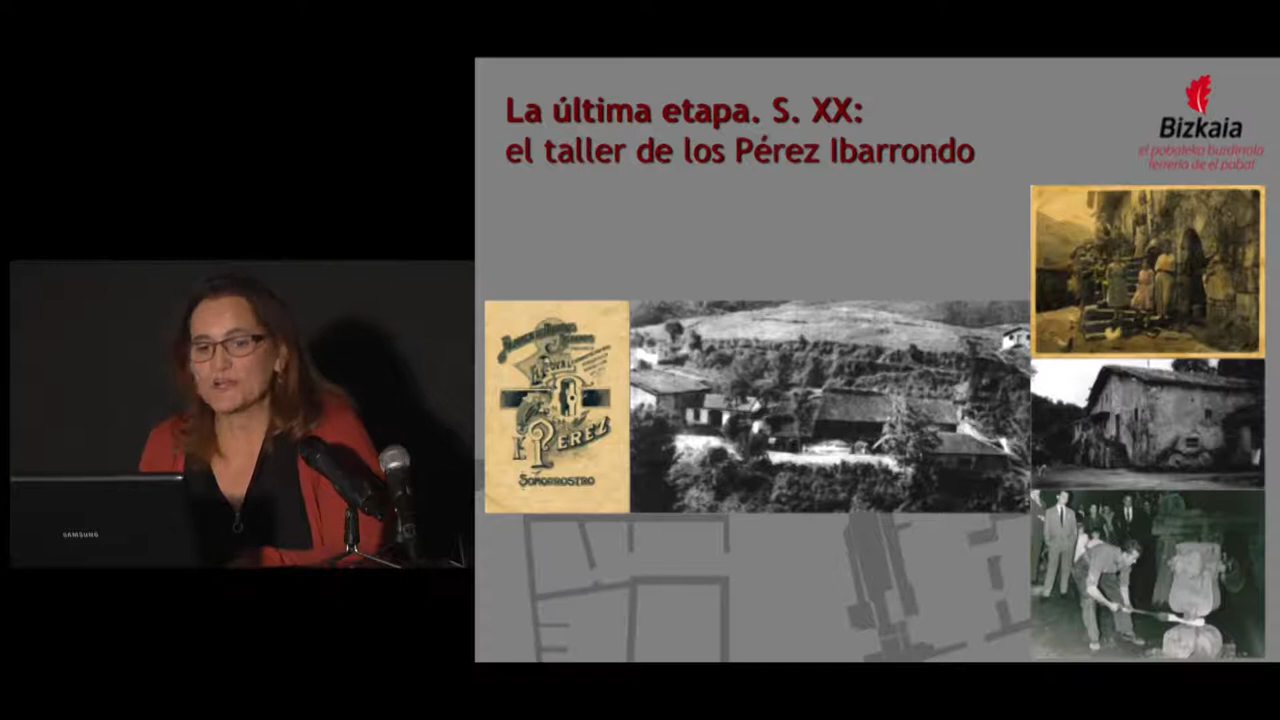 La última etapa. S. XX:
el taller de los Pérez Ibarrondo
Bizkaia
el pobaleko burdinola
ferrería de el pobal
PEREZ
SOMORROSTRO
SAMSUNG